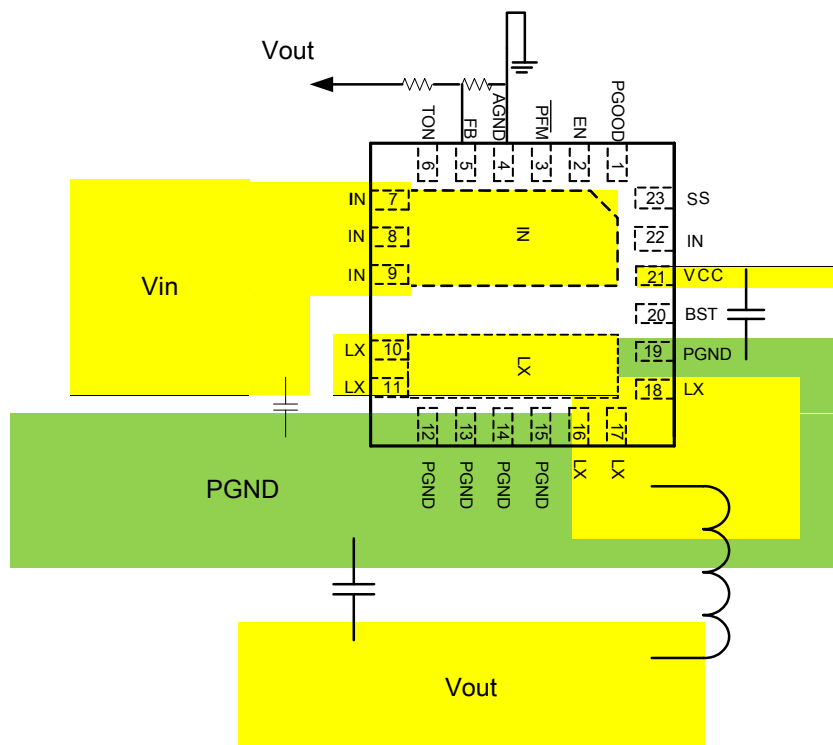 Vout
TON
FB
AGND
PFM
EN
PGOOD
6
5
4
3
2
1
IN 7
IN 8
IN 9
IN
23 SS
22 IN
21 VCC
20 BST
19 PGND
18 LX
Vin
LX 10
LX 11
LX
12
13
14
15
16
17
PGND
PGND
PGND
PGND
LX
LX
PGND
Vout